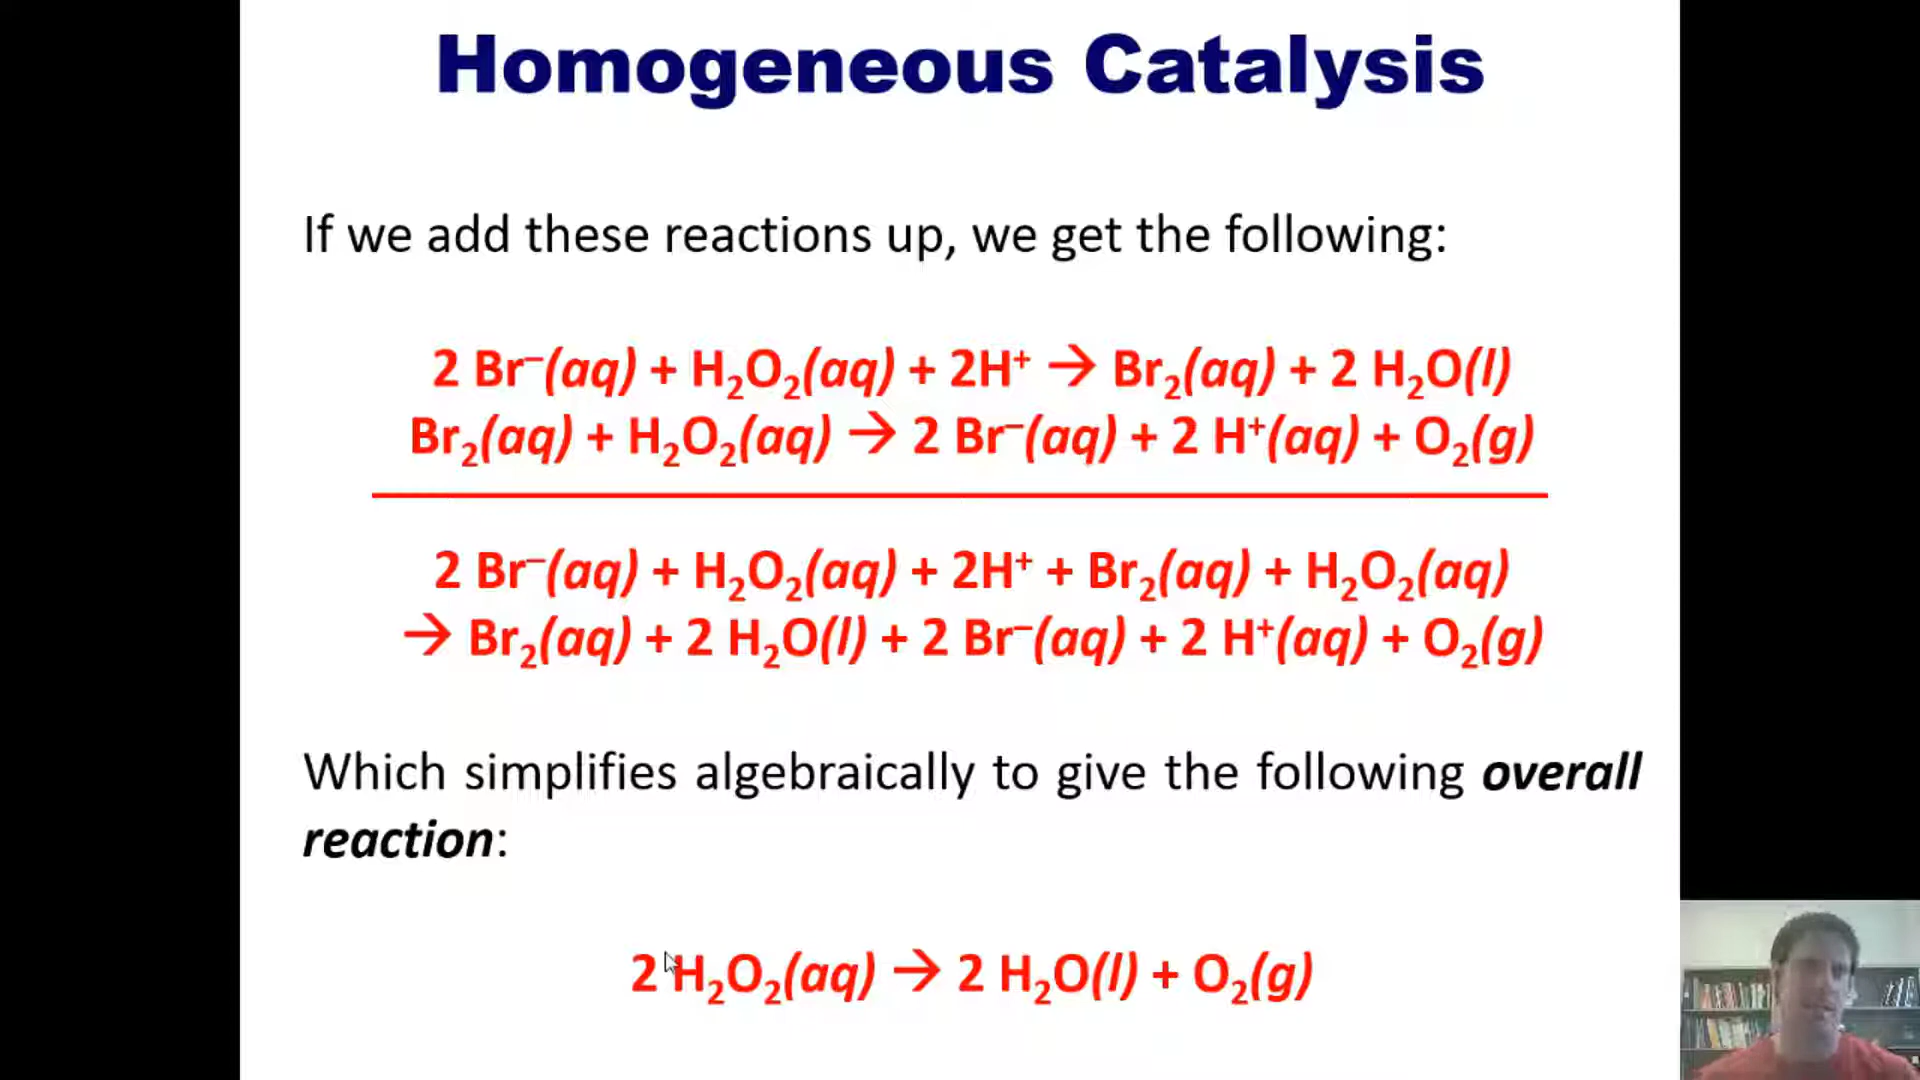 Homogeneous Catalysis
If we add these reactions up, we get the following:
2 Br⁻(aq) + H₂O₂(aq) + 2H⁺ → Br₂(aq) + 2 H₂O(l)
Br₂(aq) + H₂O₂(aq) → 2 Br⁻(aq) + 2 H⁺(aq) + O₂(g)
2 Br⁻(aq) + H₂O₂(aq) + 2H⁺ + Br₂(aq) + H₂O₂(aq)
→ Br₂(aq) + 2 H₂O(l) + 2 Br⁻(aq) + 2 H⁺(aq) + O₂(g)
Which simplifies algebraically to give the following overall
reaction:
2 H₂O₂(aq) → 2 H₂O(l) + O₂(g)